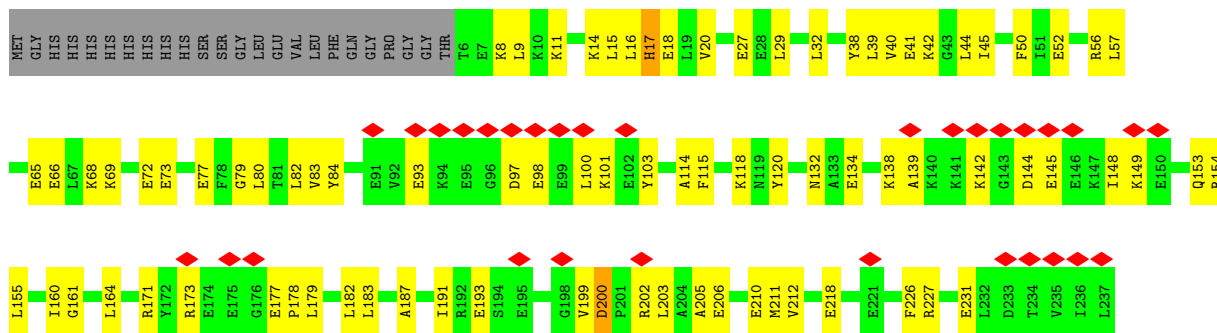 MET GLY HIS HIS HIS HIS HIS HIS HIS HIS HIS HIS SER SER GLY LEU GLU VAL LEU PHE GLN GLY PRO GLY GLY THR T6 E7 K8 L9 K10 K11 K14 L15 L16 H17 E18 L19 V20 E27 E28 L29 L32 Y38 L39 V40 E41 K42 G43 L44 I45 F50 I51 E52 R56 L57
E65 E66 L67 K68 K69 E72 E73 E77 F78 G79 L80 T81 L82 V83 Y84 E91 V92 E93 K94 E95 G96 D97 E98 E99 L100 K101 E102 Y103 A114 F115 K118 N119 Y120 N132 A133 E134 K138 A139 K140 K141 K142 G143 D144 E145 E146 K147 I148 K149 E150 Q153 R154
L155 I160 G161 L164 R171 Y172 R173 E174 E175 G176 E177 P178 L179 L182 L183 A187 I191 R192 E193 S194 E195 G198 V199 D200 P201 R202 L203 A204 A205 E206 E210 M211 V212 E218 E221 F226 R227 E231 L232 D233 T234 V235 I236 L237